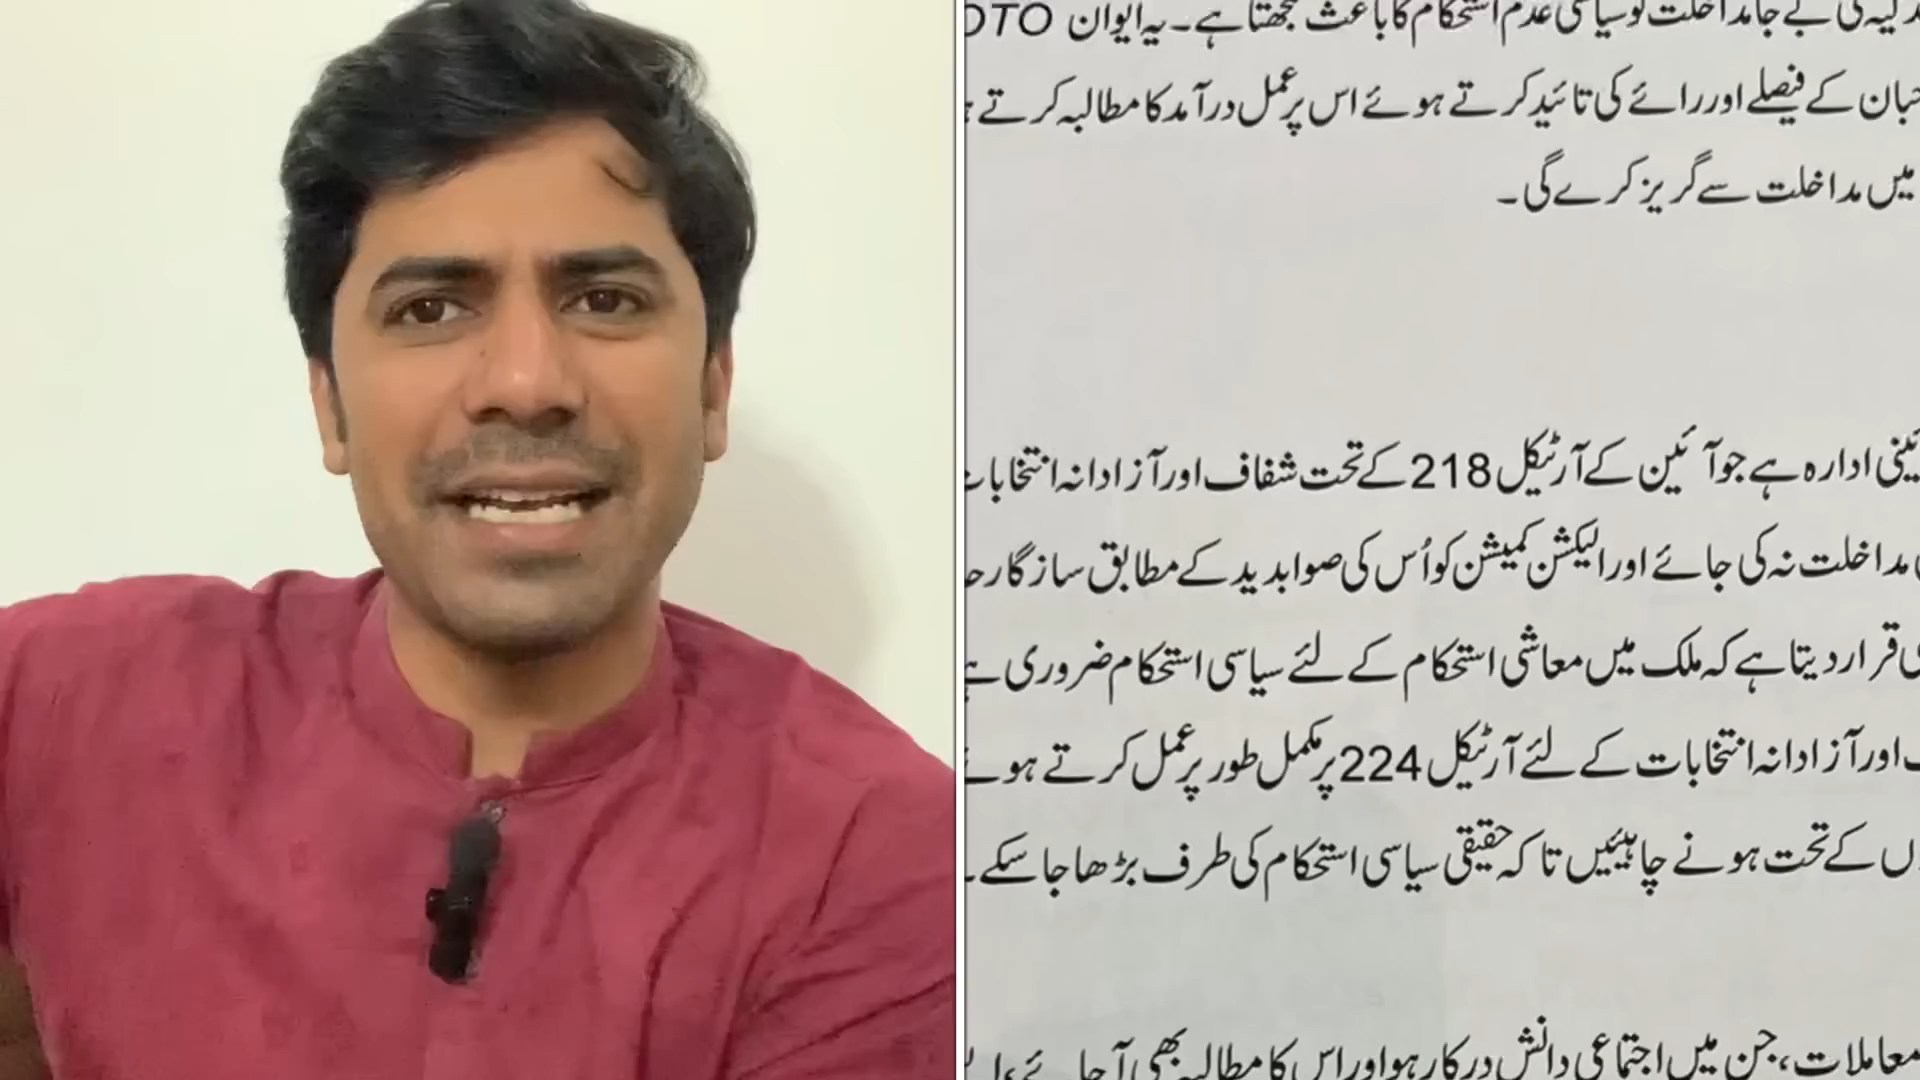 کی بے جا مداخلت کو سیاسی عدم استحکام کا باعث سمجھتا ہے۔ یہ ایوان OTO
کے فیصلے اور رائے کی تائید کرتے ہوئے اس پر عمل درآمد کا مطالبہ کرتے
میں مداخلت سے گریز کرے گی۔
ادارہ ہے جو آئین کے آرٹیکل 218 کے تحت شفاف اور آزادانہ
مداخلت نہ کی جائے اور الیکشن کمیشن کو اُس کی صوابدید کے مطابق سازگار
قرار دیتا ہے کہ ملک میں معاشی استحکام کے لئے سیاسی استحکام ضروری
اور آزادانہ انتخابات کے لئے آرٹیکل 224 پر مکمل طور پر عمل کرتے ہوئے
کے تحت ہونے چاہیئیں تا کہ حقیقی سیاسی استحکام کی طرف بڑھا جا سکے۔
معاملات، جن میں اجتماعی دانش درکار ہو اور اس کا مطالبہ بھی آ جائے،